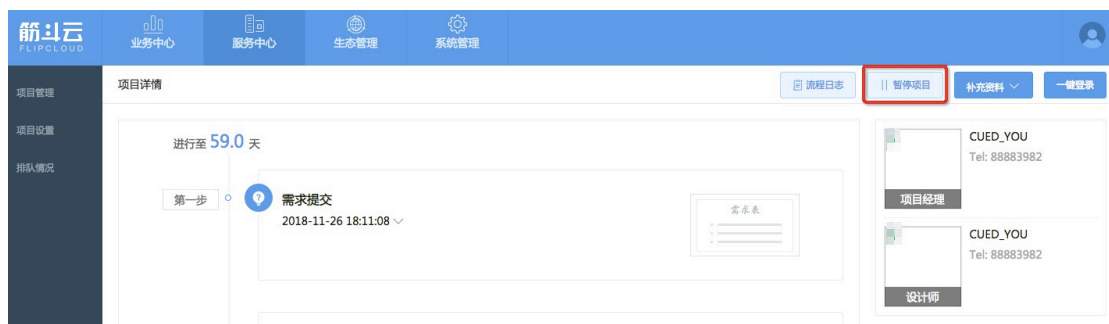 筋斗云
FLIPCLOUD
业务中心
服务中心
生态管理
系统管理
项目管理
项目设置
排队情况
项目详情
流程日志
暂停项目
补充资料
一键登录
进行至 59.0 天
第一步
需求提交
2018-11-26 18:11:08
需求表
CUED_YOU
Tel: 88883982
项目经理
CUED_YOU
Tel: 88883982
设计师